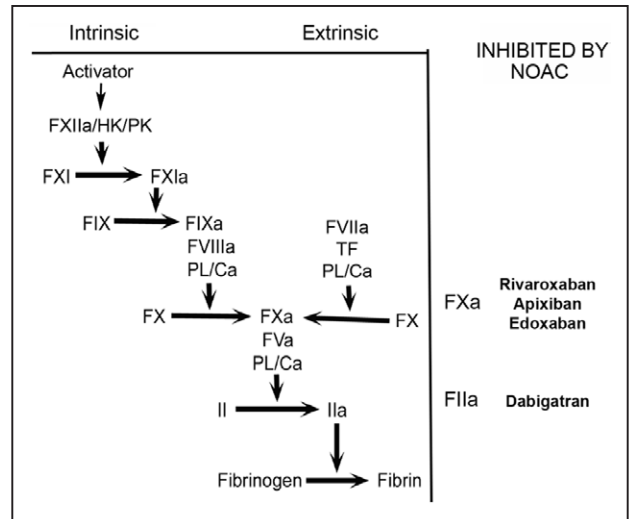 Intrinsic Extrinsic
INHIBITED BY
NOAC
Activator
FXIIa/HK/PK
FXI FXIa
FIX FIXa
FVIIIa
PL/Ca
FVIIa
TF
PL/Ca
FX FXa FX
FVa
PL/Ca
FXa
Rivaroxaban
Apixiban
Edoxaban
II IIa
FIIa Dabigatran
Fibrinogen Fibrin